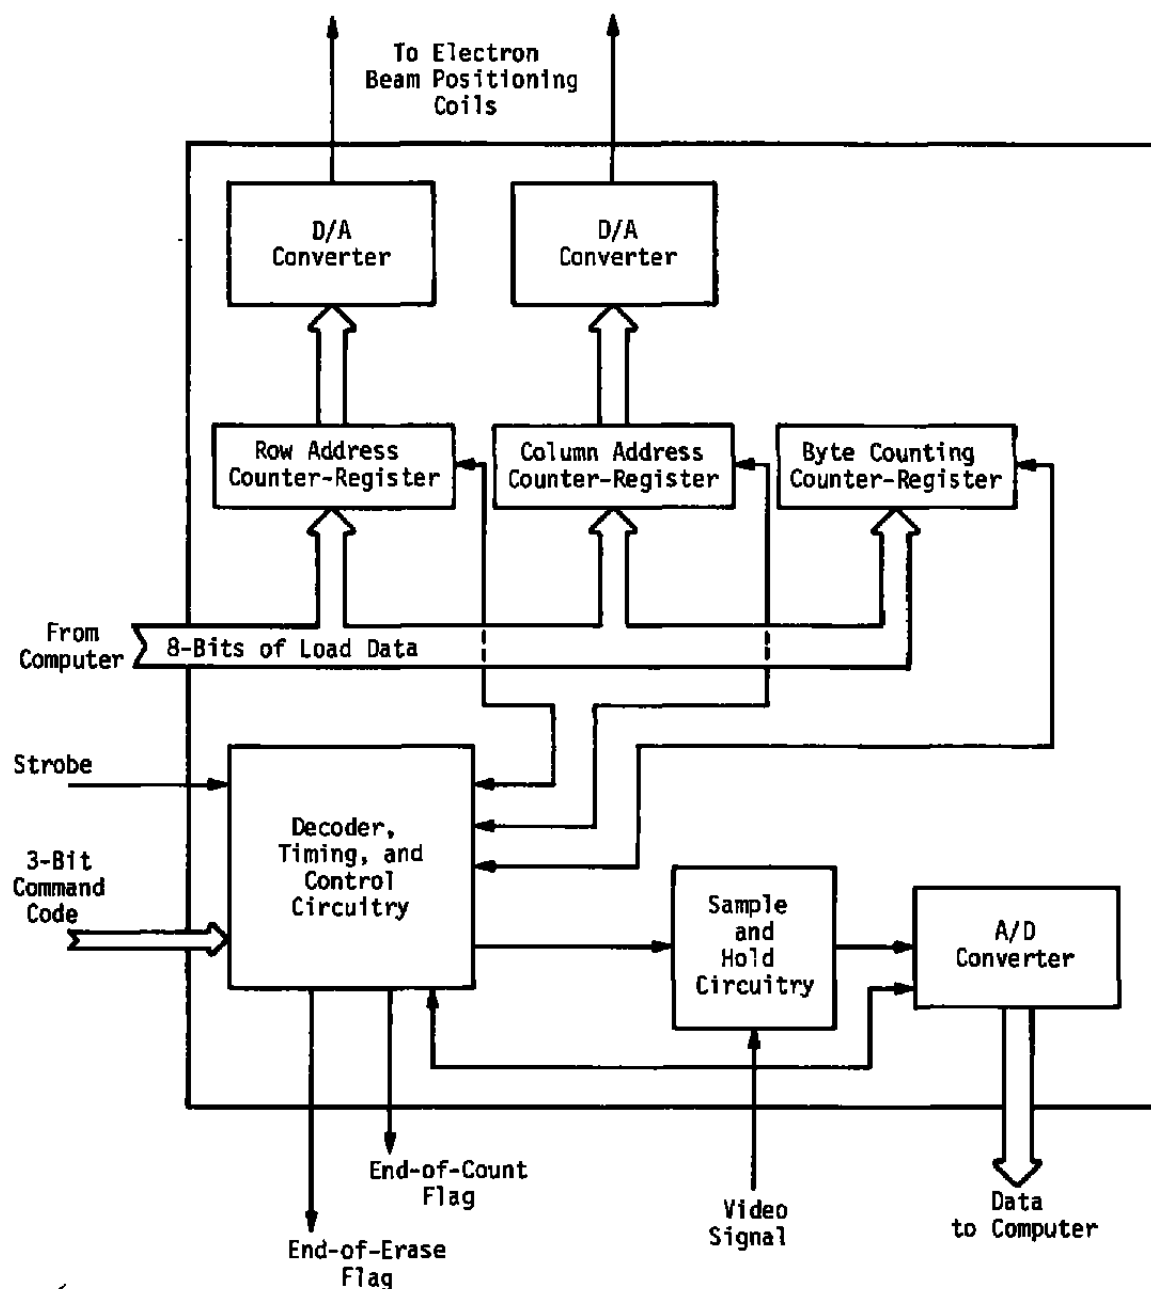 To Electron
Beam Positioning
Coils
D/A
Converter
D/A
Converter
Row Address
Counter-Register
Column Address
Counter-Register
Byte Counting
Counter-Register
From
Computer
8-Bits of Load Data
Strobe
3-Bit
Command
Code
Decoder,
Timing, and
Control
Circuitry
Sample
and
Hold
Circuitry
A/D
Converter
End-of-Count
Flag
End-of-Erase
Flag
Video
Signal
Data
to Computer